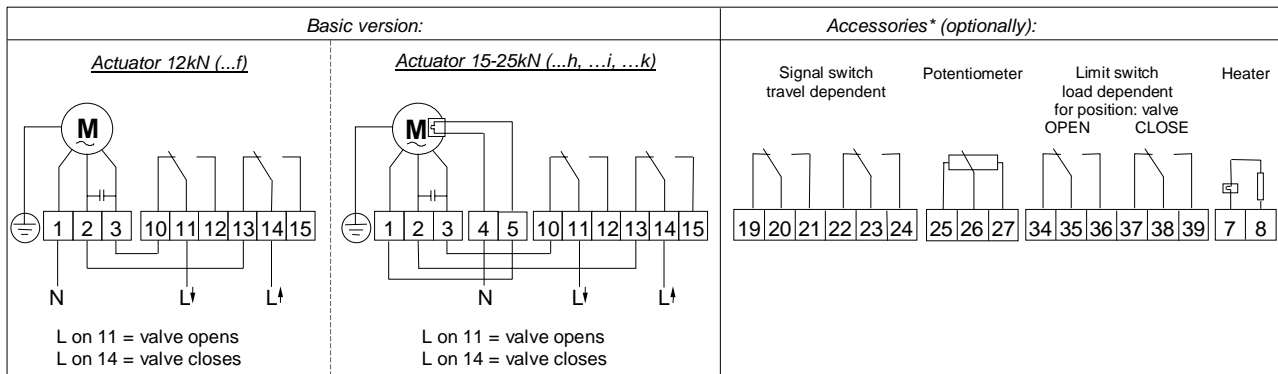 Basic version:
Accessories* (optionally):
Actuator 12kN (...f)
M
~
1 2 3 10 11 12 13 14 15
N L L
L on 11 = valve opens
L on 14 = valve closes
Actuator 15-25kN (...h, …i, …k)
M
~
1 2 3 4 5 10 11 12 13 14 15
N L L
L on 11 = valve opens
L on 14 = valve closes
Signal switch
travel dependent
19 20 21 22 23 24
Potentiometer
25 26 27
Limit switch
load dependent
for position: valve
OPEN CLOSE
34 35 36 37 38 39
Heater
7 8